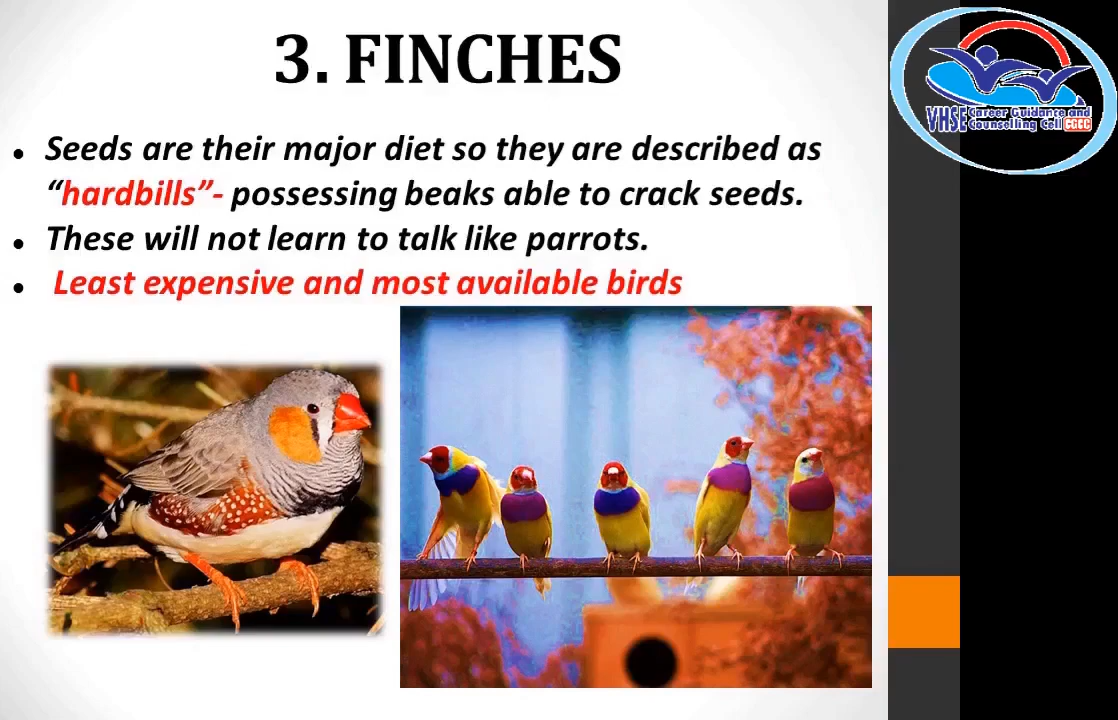 3. FINCHES
VHSE Career Guidance and
Counselling Cell CGCC
● Seeds are their major diet so they are described as
“hardbills”- possessing beaks able to crack seeds.
● These will not learn to talk like parrots.
● Least expensive and most available birds